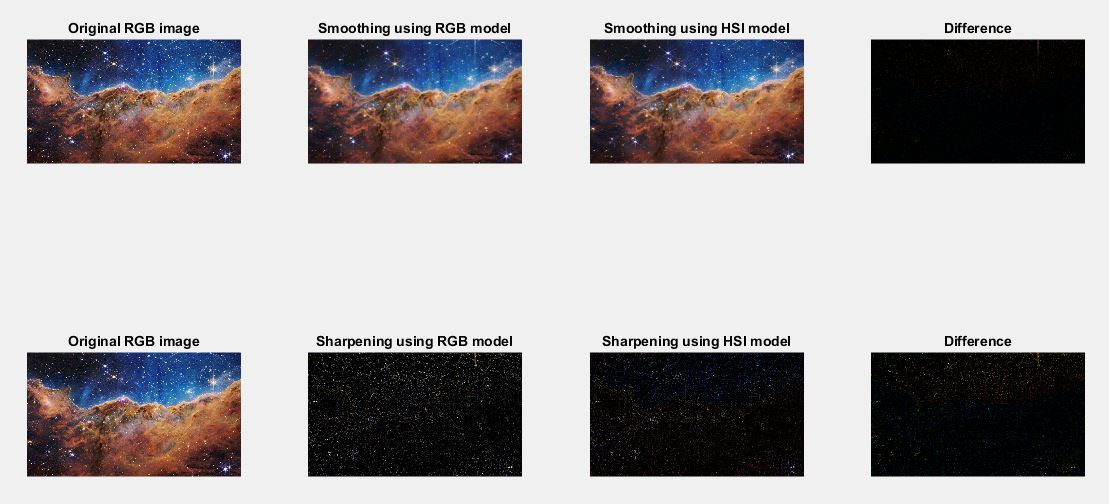 Original RGB image
Smoothing using RGB model
Smoothing using HSI model
Difference
Original RGB image
Sharpening using RGB model
Sharpening using HSI model
Difference